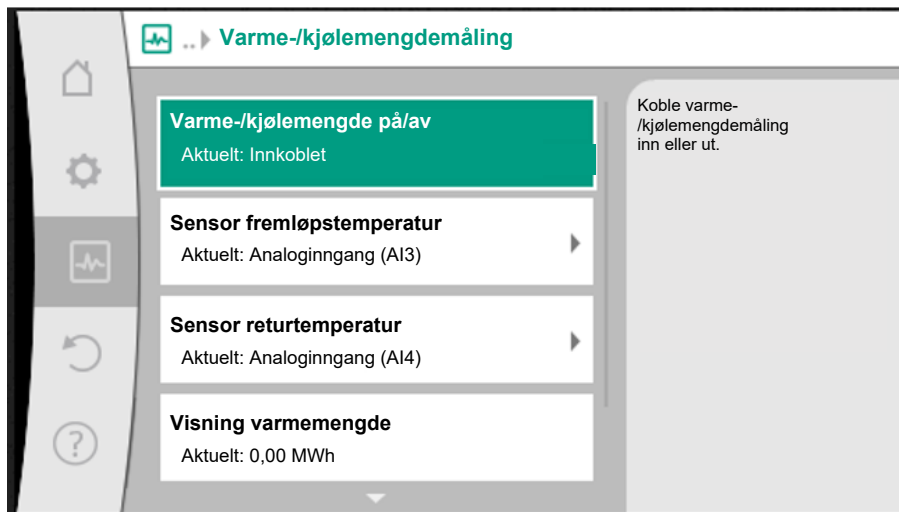 .. Varme-/kjølemengdemåling
Varme-/kjølemengde på/av
Aktuelt: Innkoblet
Sensor fremløpstemperatur
Aktuelt: Analoginngang (AI3)
Sensor returtemperatur
Aktuelt: Analoginngang (AI4)
Visning varmemengde
Aktuelt: 0,00 MWh
Koble varme-
/kjølemengdemåling
inn eller ut.
?